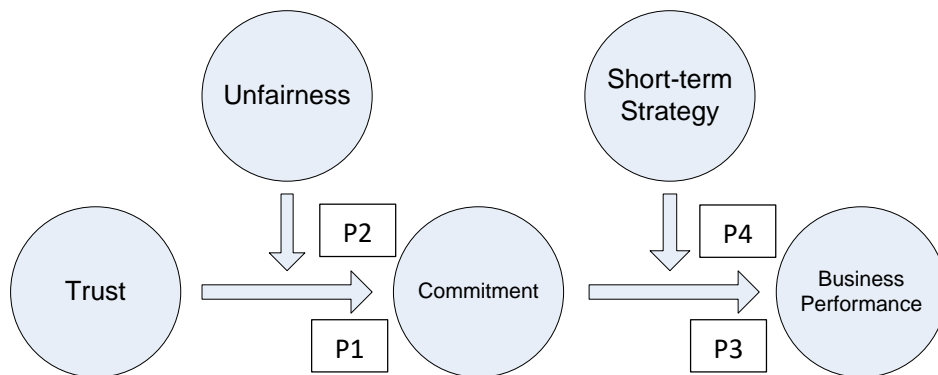 Unfairness
Short-term
Strategy
P2
P4
Trust
Commitment
Business
Performance
P1
P3